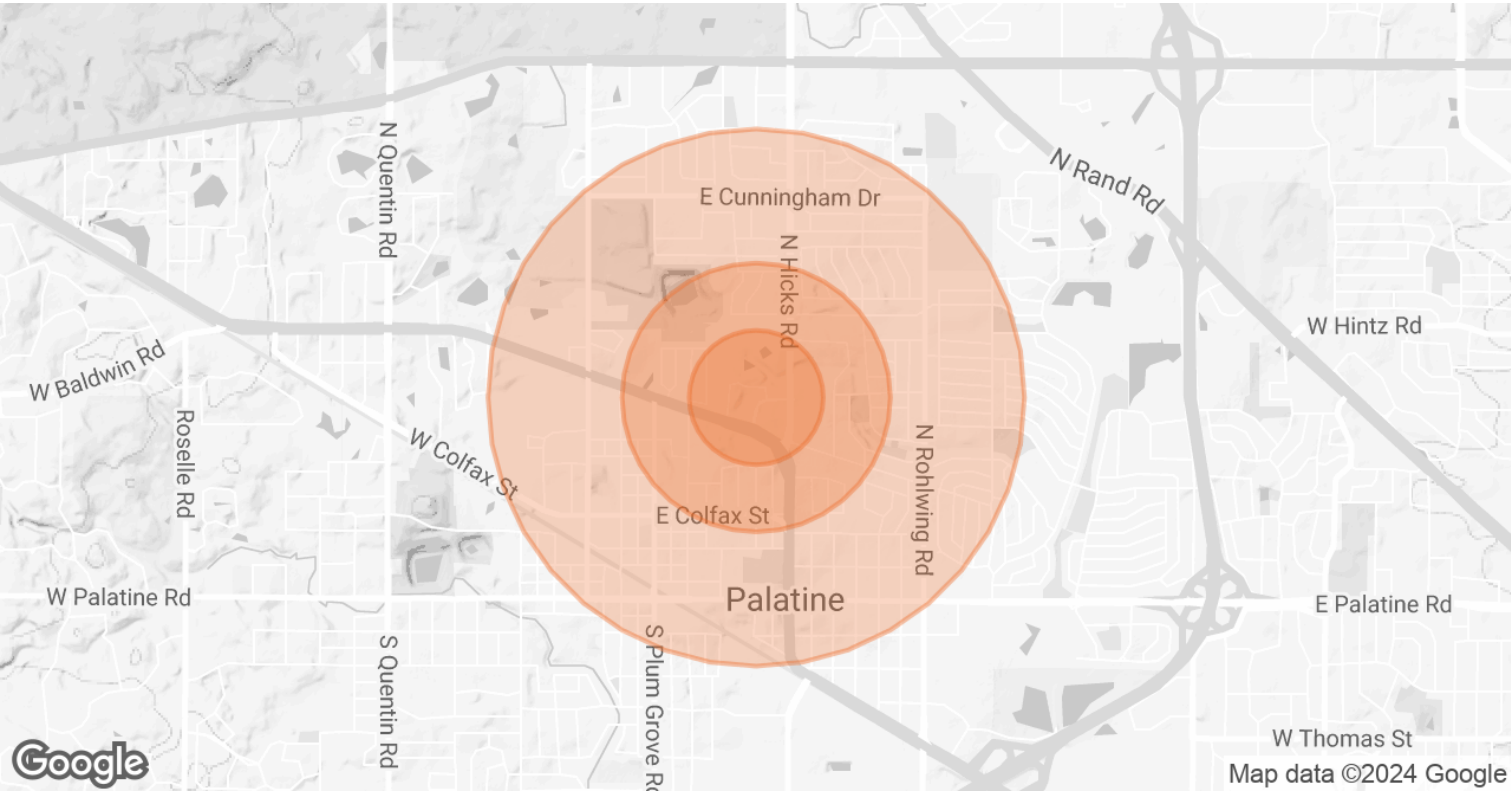 N Quentin Rd
N Rand Rd
E Cunningham Dr
N Hicks Rd
W Hintz Rd
W Baldwin Rd
Roselle Rd
W Colfax St
N Rohlwing Rd
E Colfax St
W Palatine Rd
Palatine
E Palatine Rd
S Quentin Rd
S Plum Grove Rd
W Thomas St
Google
Map data ©2024 Google